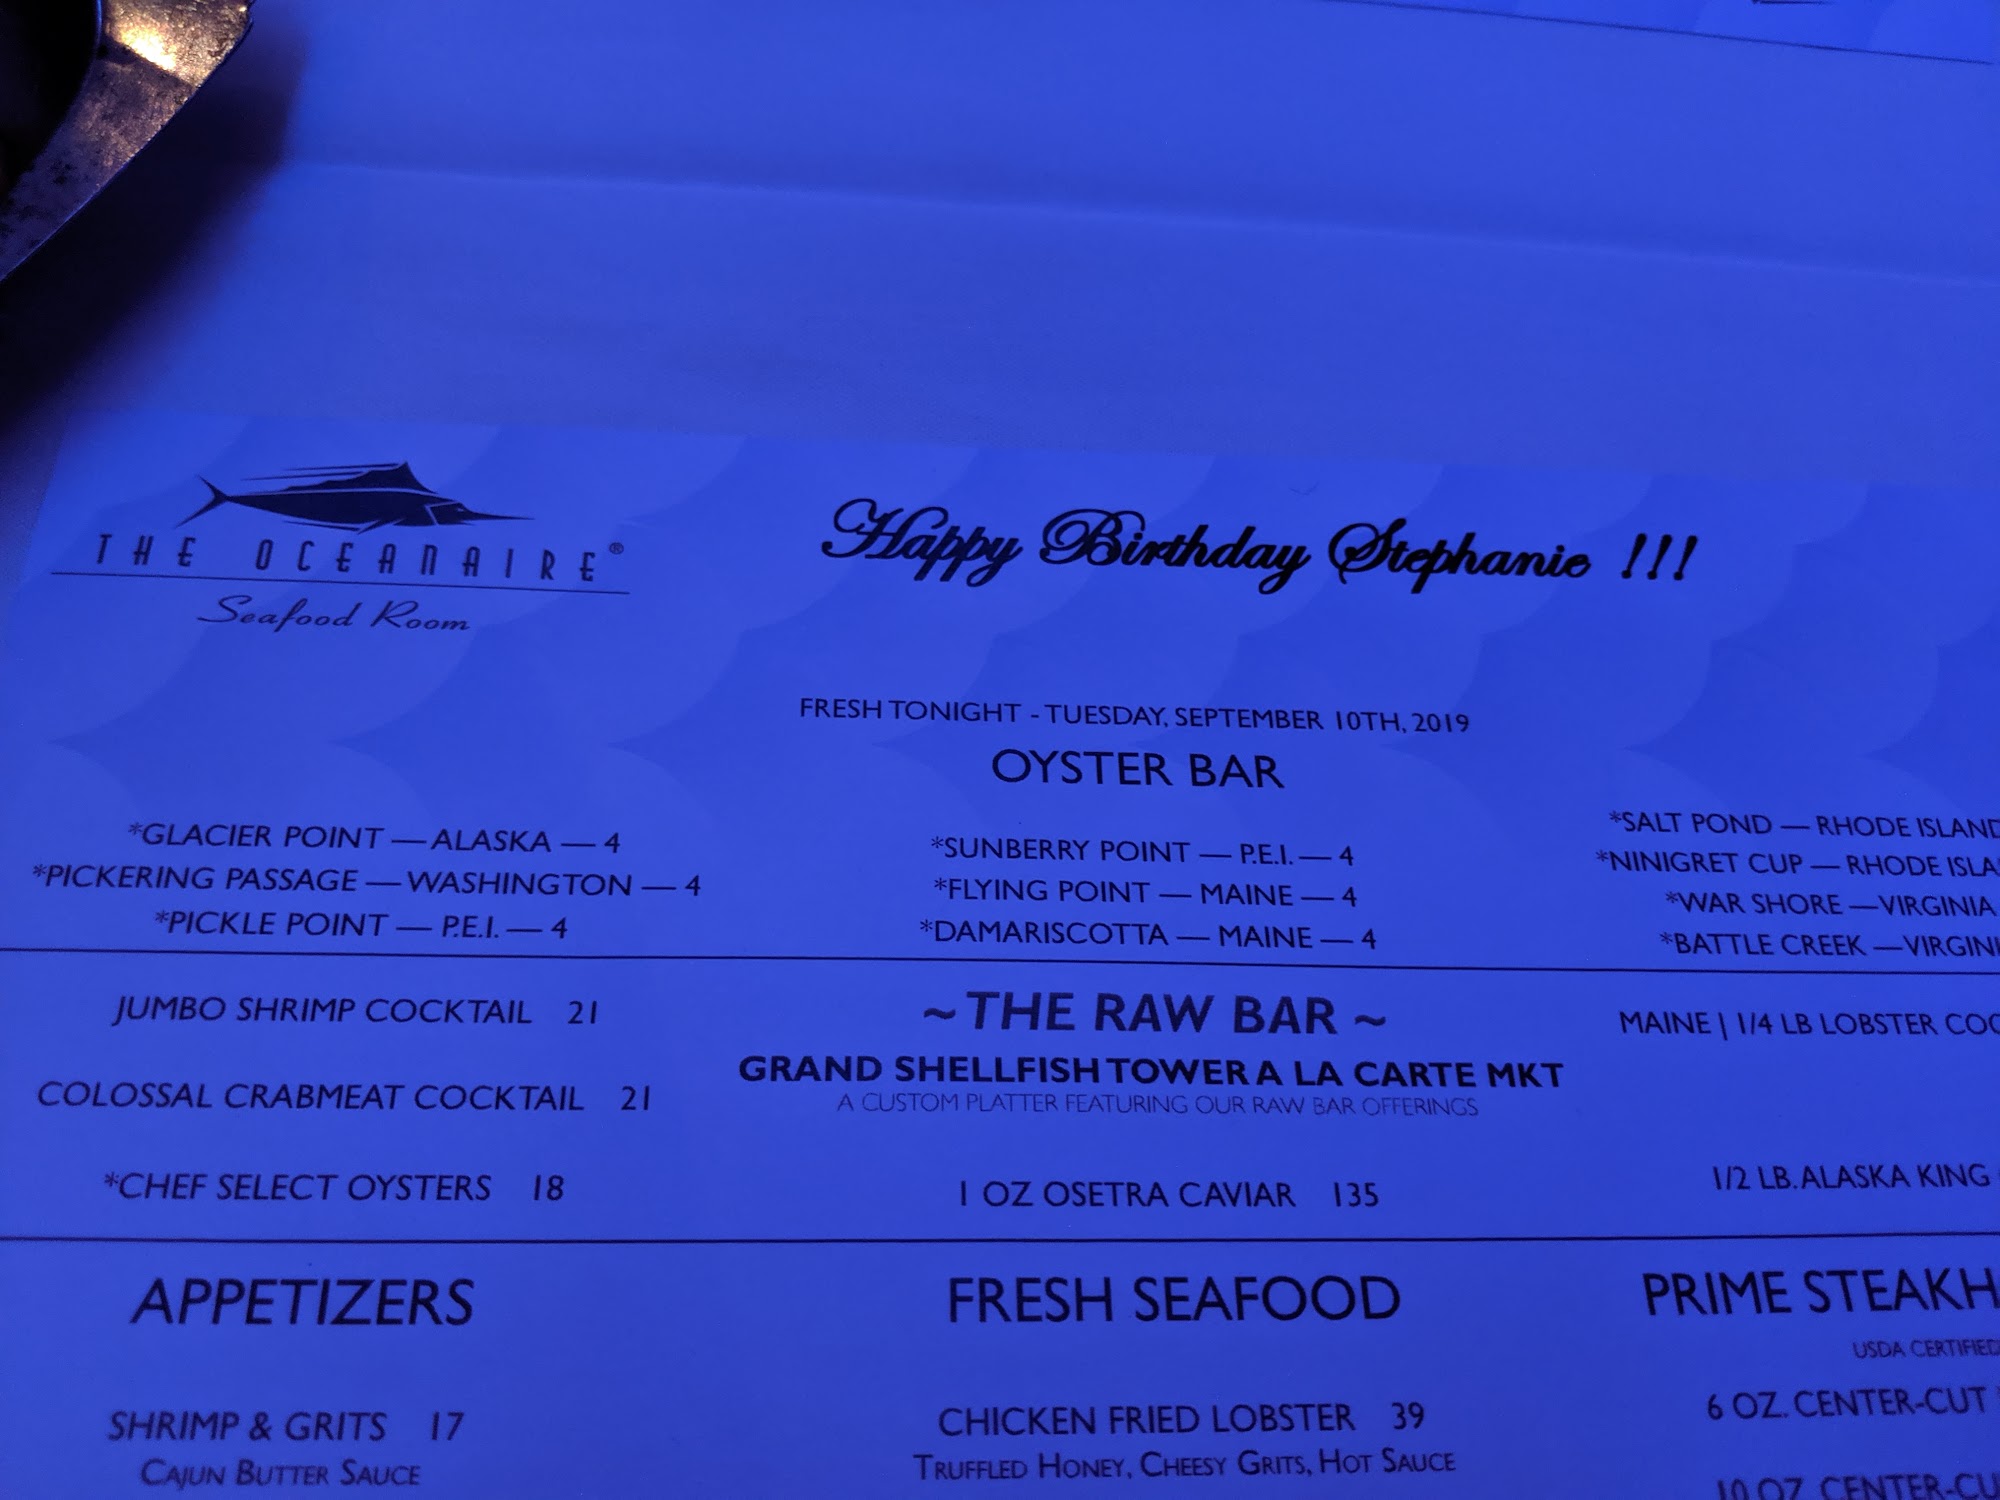 THE OCEANAIRE®
Seafood Room
Happy Birthday Stephanie !!!
FRESH TONIGHT - TUESDAY, SEPTEMBER 10TH, 2019
OYSTER BAR
*GLACIER POINT — ALASKA — 4
*PICKERING PASSAGE — WASHINGTON — 4
*PICKLE POINT — P.E.I. — 4
*SUNBERRY POINT — P.E.I. — 4
*FLYING POINT — MAINE — 4
*DAMARISCOTTA — MAINE — 4
*SALT POND — RHODE ISLAND
*NINIGRET CUP — RHODE ISLA
*WAR SHORE — VIRGINIA
*BATTLE CREEK — VIRGINI
JUMBO SHRIMP COCKTAIL 21
COLOSSAL CRABMEAT COCKTAIL 21
*CHEF SELECT OYSTERS 18
~ THE RAW BAR ~
GRAND SHELLFISH TOWER A LA CARTE MKT
A CUSTOM PLATTER FEATURING OUR RAW BAR OFFERINGS
1 OZ OSETRA CAVIAR 135
MAINE | 1/4 LB LOBSTER COC
1/2 LB. ALASKA KING
APPETIZERS
SHRIMP & GRITS 17
CAJUN BUTTER SAUCE
FRESH SEAFOOD
CHICKEN FRIED LOBSTER 39
TRUFFLED HONEY, CHEESY GRITS, HOT SAUCE
PRIME STEAKH
USDA CERTIFIED
6 OZ. CENTER-CUT
10 OZ. CENTER-CU